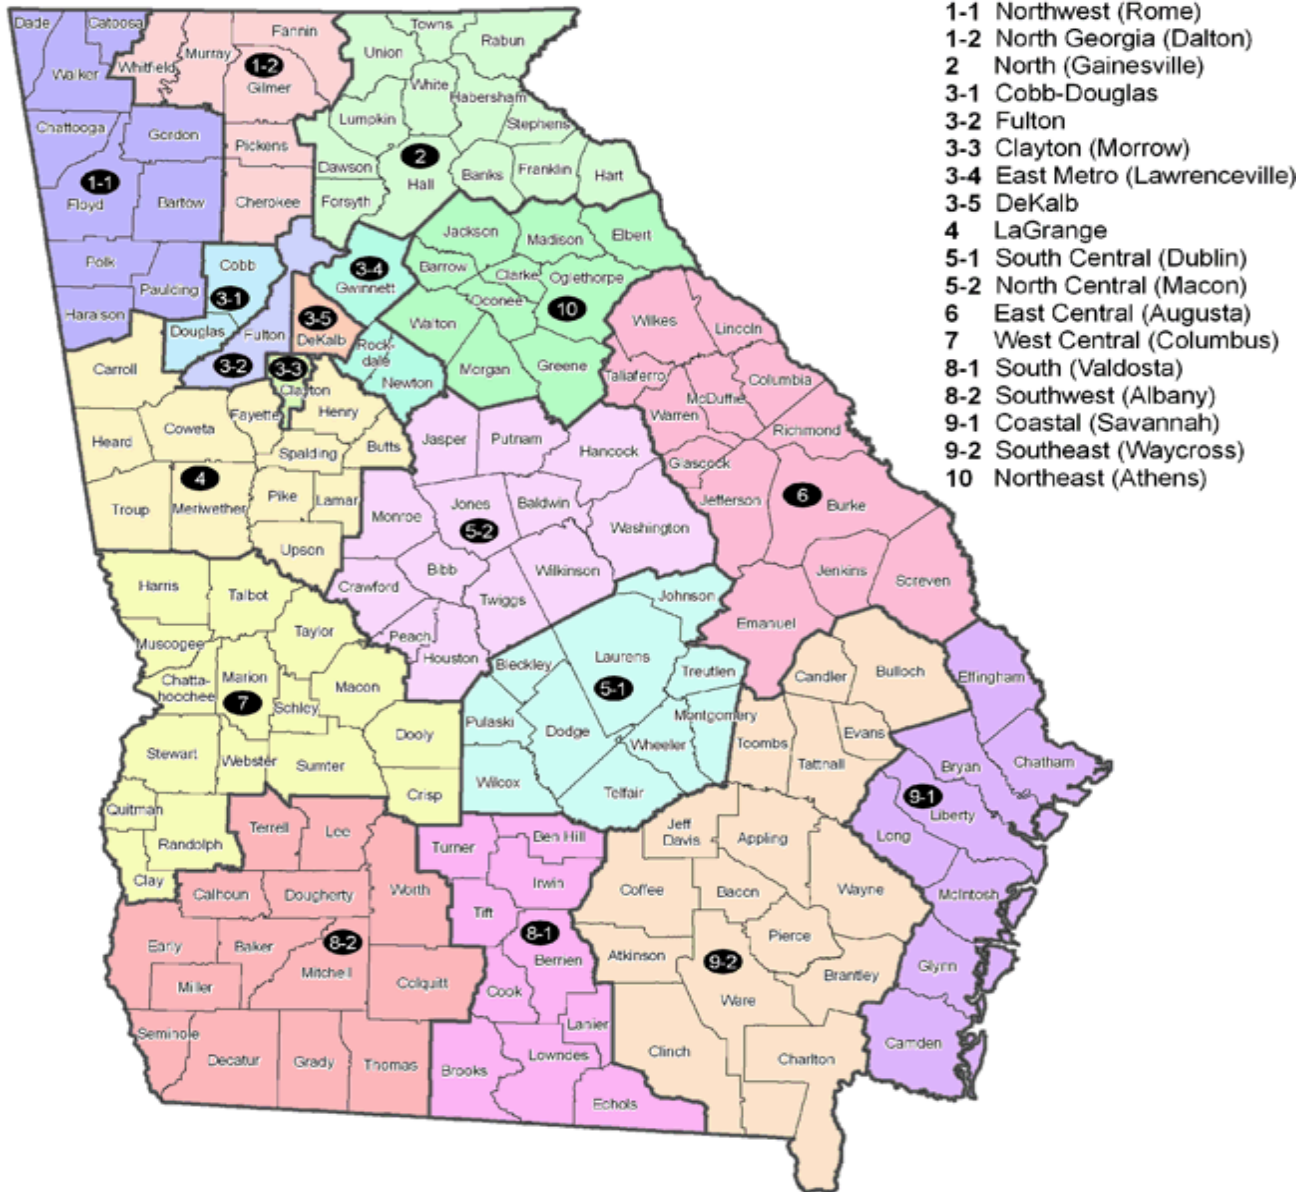 1-1 Northwest (Rome)
1-2 North Georgia (Dalton)
2 North (Gainesville)
3-1 Cobb-Douglas
3-2 Fulton
3-3 Clayton (Morrow)
3-4 East Metro (Lawrenceville)
3-5 DeKalb
4 LaGrange
5-1 South Central (Dublin)
5-2 North Central (Macon)
6 East Central (Augusta)
7 West Central (Columbus)
8-1 South (Valdosta)
8-2 Southwest (Albany)
9-1 Coastal (Savannah)
9-2 Southeast (Waycross)
10 Northeast (Athens)
Dade
Catoosa
Walker
Chattooga
Gordon
1-1
Floyd
Bartow
Polk
Paulding
Haralson
Fannin
Murray
Whitfield
1-2
Gilmer
Pickens
Cherokee
Towns
Rabun
Union
White
Habersham
Lumpkin
Stephens
Dawson
2
Hall
Banks
Franklin
Hart
Forsyth
Cobb
3-1
Douglas
Fulton
3-2
3-3
Clayton
3-4
Gwinnett
Rock-
dale
Newton
3-5
DeKalb
Jackson
Madison
Elbert
Barrow
Clarke
Oglethorpe
Oconee
10
Walton
Morgan
Greene
Carroll
Fayette
Henry
Heard
Coweta
Spalding
Butts
4
Troup
Meriwether
Pike
Lamar
Upson
Jasper
Putnam
Hancock
Monroe
Jones
Baldwin
5-2
Washington
Crawford
Bibb
Wilkinson
Twiggs
Peach
Houston
Wilkes
Lincoln
Taliaferro
Columbia
McDuffie
Warren
Richmond
Glascock
Jefferson
6
Burke
Jenkins
Screven
Emanuel
Johnson
Laurens
Bleckley
Treutlen
5-1
Pulaski
Dodge
Montgomery
Wheeler
Wilcox
Telfair
Harris
Talbot
Taylor
Muscogee
Chatta-
hoochee
Marion
7
Macon
Schley
Dooly
Stewart
Webster
Sumter
Crisp
Quitman
Randolph
Clay
Terrell
Lee
Calhoun
Dougherty
Worth
Early
Baker
8-2
Mitchell
Miller
Colquitt
Seminole
Decatur
Grady
Thomas
Turner
Ben Hill
Irwin
Tift
8-1
Berrien
Cook
Lanier
Brooks
Lowndes
Echols
Candler
Bulloch
Toombs
Evans
Tattnall
Jeff
Davis
Appling
Coffee
Bacon
Wayne
Pierce
Atkinson
9-2
Brantley
Ware
Clinch
Charlton
Effingham
Bryan
Chatham
9-1
Liberty
Long
McIntosh
Glynn
Camden